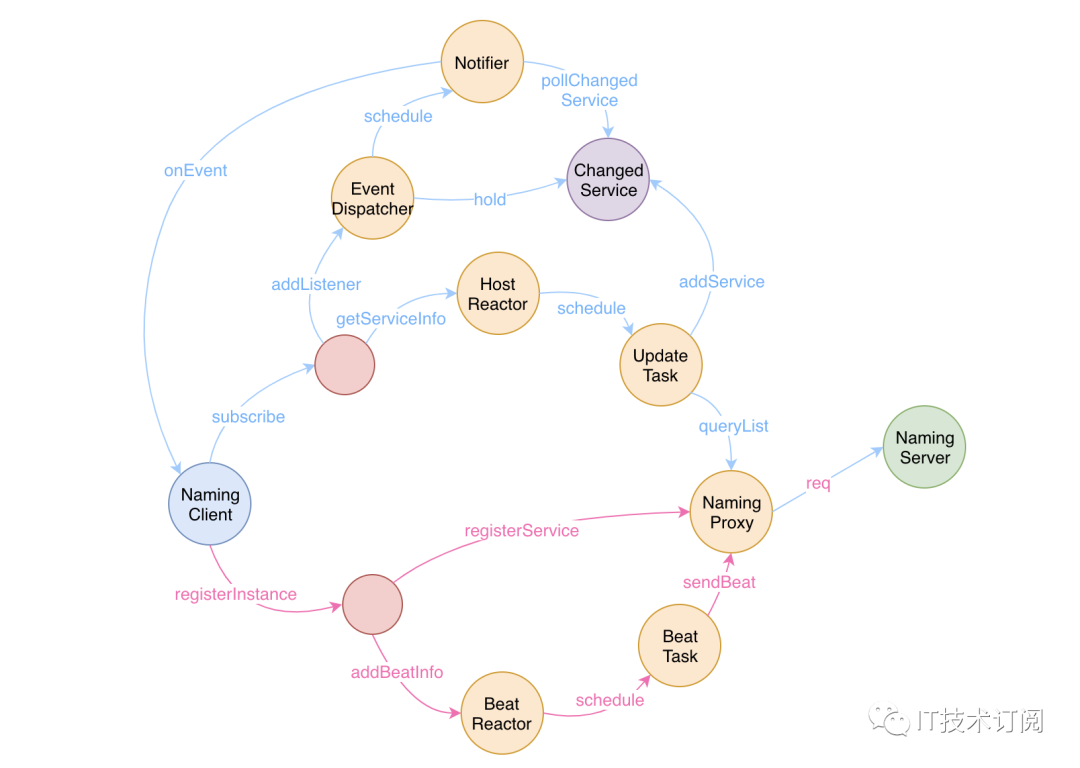 Notifier
pollChanged
Service
schedule
onEvent
Changed
Service
Event
Dispatcher
hold
addListener
Host
Reactor
addService
getServiceInfo
schedule
Update
Task
subscribe
queryList
Naming
Server
Naming
Client
req
Naming
Proxy
registerService
registerInstance
sendBeat
Beat
Task
addBeatInfo
Beat
Reactor
schedule
IT技术订阅